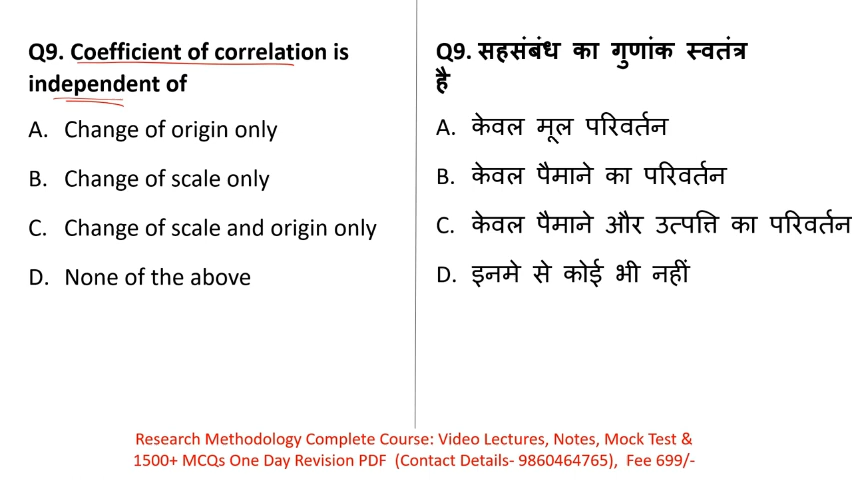 Q9. Coefficient of correlation is
independent of
A. Change of origin only
B. Change of scale only
C. Change of scale and origin only
D. None of the above
Q9. सहसंबंध का गुणांक स्वतंत्र
है
A. केवल मूल परिवर्तन
B. केवल पैमाने का परिवर्तन
C. केवल पैमाने और उत्पत्ति का परिवर्तन
D. इनमे से कोई भी नहीं
Research Methodology Complete Course: Video Lectures, Notes, Mock Test &
1500+ MCQs One Day Revision PDF (Contact Details- 9860464765), Fee 699/-